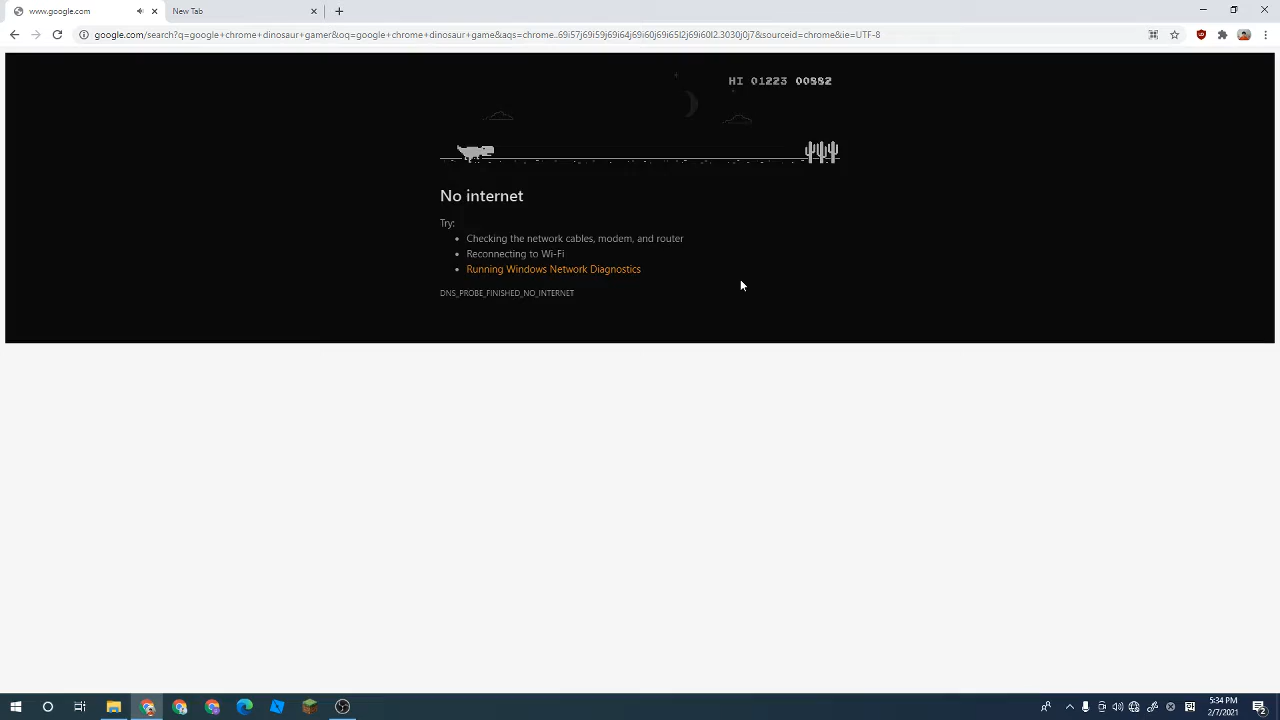 www.google.com
New Tab
google.com/search?q=google+chrome+dinosaur+gamer&oq=google+chrome+dinosaur+game&aqs=chrome..69i57j69i59j69i64j69i60j69i65l2j69i60l2.3030j0j7&sourceid=chrome&ie=UTF-8
HI 01223 00882
No internet
Try:
• Checking the network cables, modem, and router
• Reconnecting to Wi-Fi
• Running Windows Network Diagnostics
DNS_PROBE_FINISHED_NO_INTERNET
5:34 PM
2/7/2021